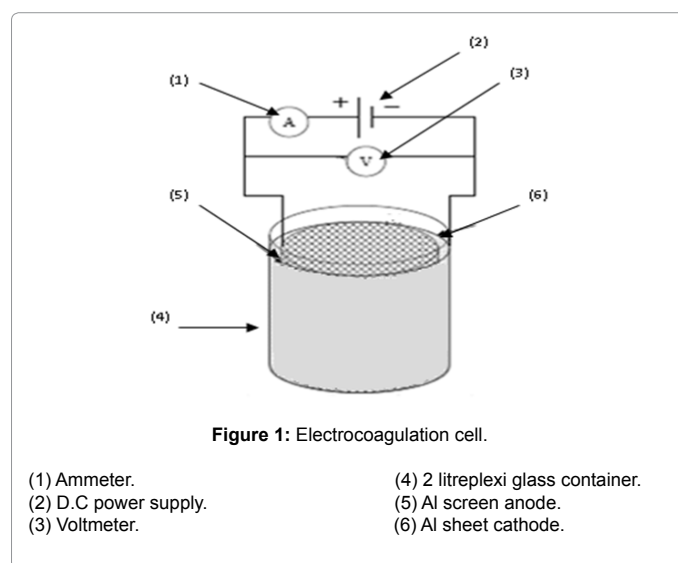 (2)
(1)
(3)
+ −
A
V
(5)
(6)
(4)
Figure 1: Electrocoagulation cell.
(1) Ammeter.
(2) D.C power supply.
(3) Voltmeter.
(4) 2 litreplexi glass container.
(5) Al screen anode.
(6) Al sheet cathode.